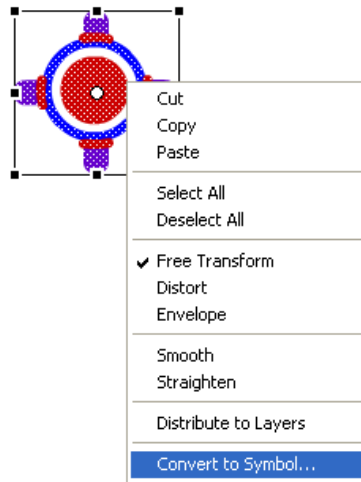 Cut
Copy
Paste
Select All
Deselect All
Free Transform
Distort
Envelope
Smooth
Straighten
Distribute to Layers
Convert to Symbol...